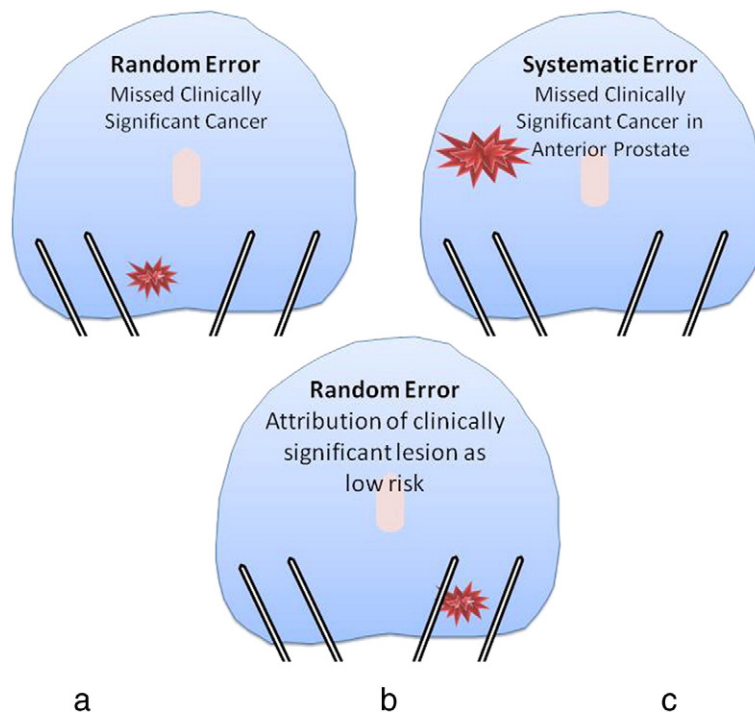 Random Error
Missed Clinically
Significant Cancer
Systematic Error
Missed Clinically
Significant Cancer in
Anterior Prostate
Random Error
Attribution of clinically
significant lesion as
low risk
a b c